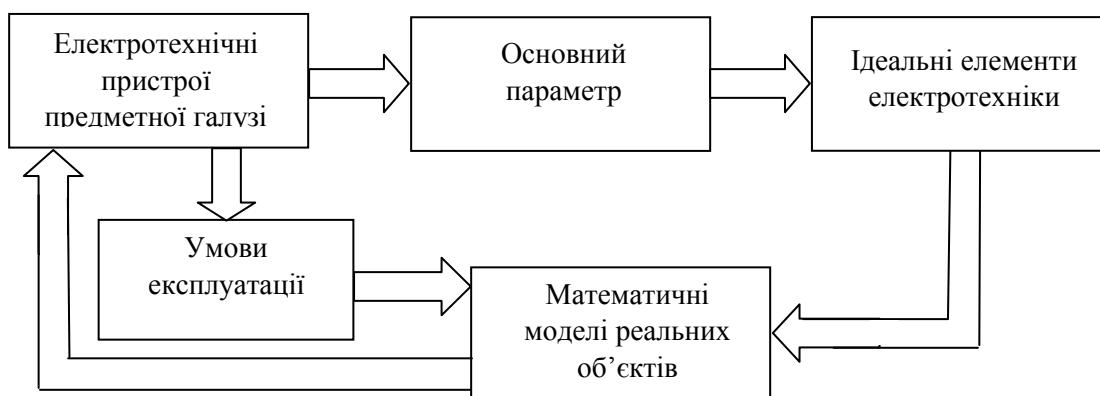 Електротехнічні
пристрої
предметної галузі
Основний
параметр
Ідеальні елементи
електротехніки
Умови
експлуатації
Математичні
моделі реальних
об’єктів